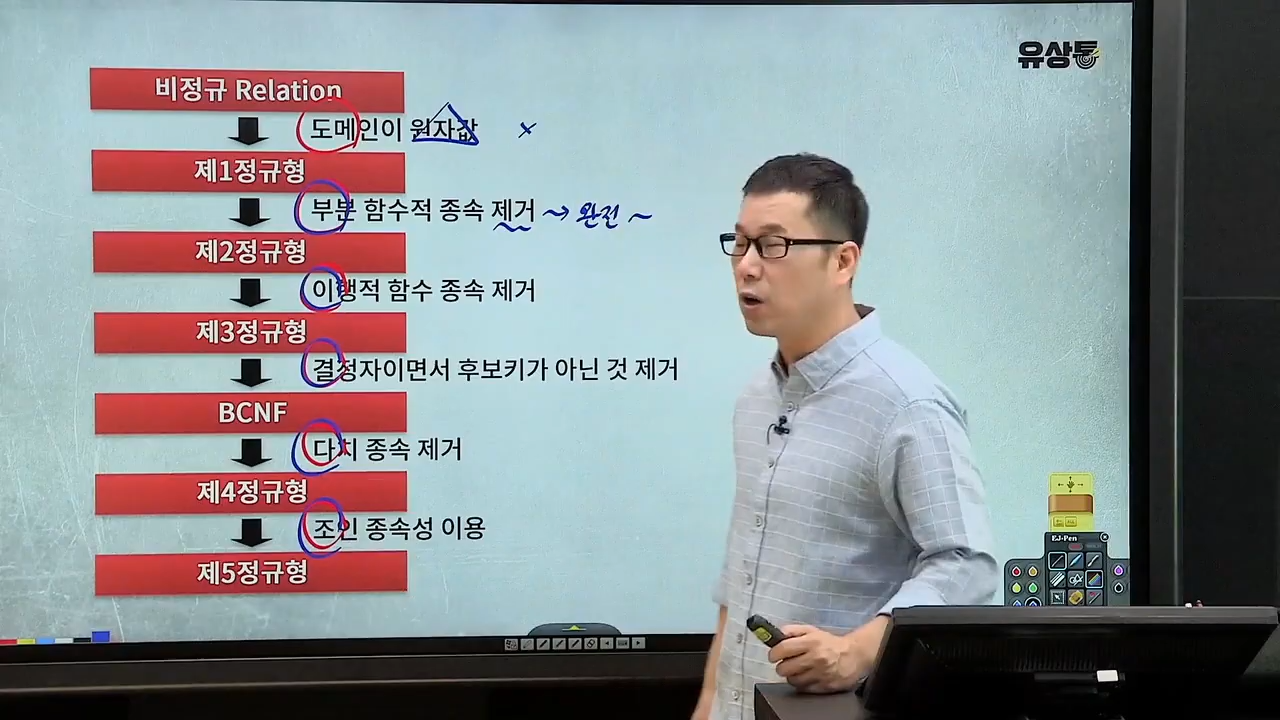 유상통
비정규 Relation
도메인이 원자값 ×
제1정규형
부분 함수적 종속 제거 ~> 완전 ~
제2정규형
이행적 함수 종속 제거
제3정규형
결정자이면서 후보키가 아닌 것 제거
BCNF
다치 종속 제거
제4정규형
조인 종속성 이용
제5정규형
EJ-Pen